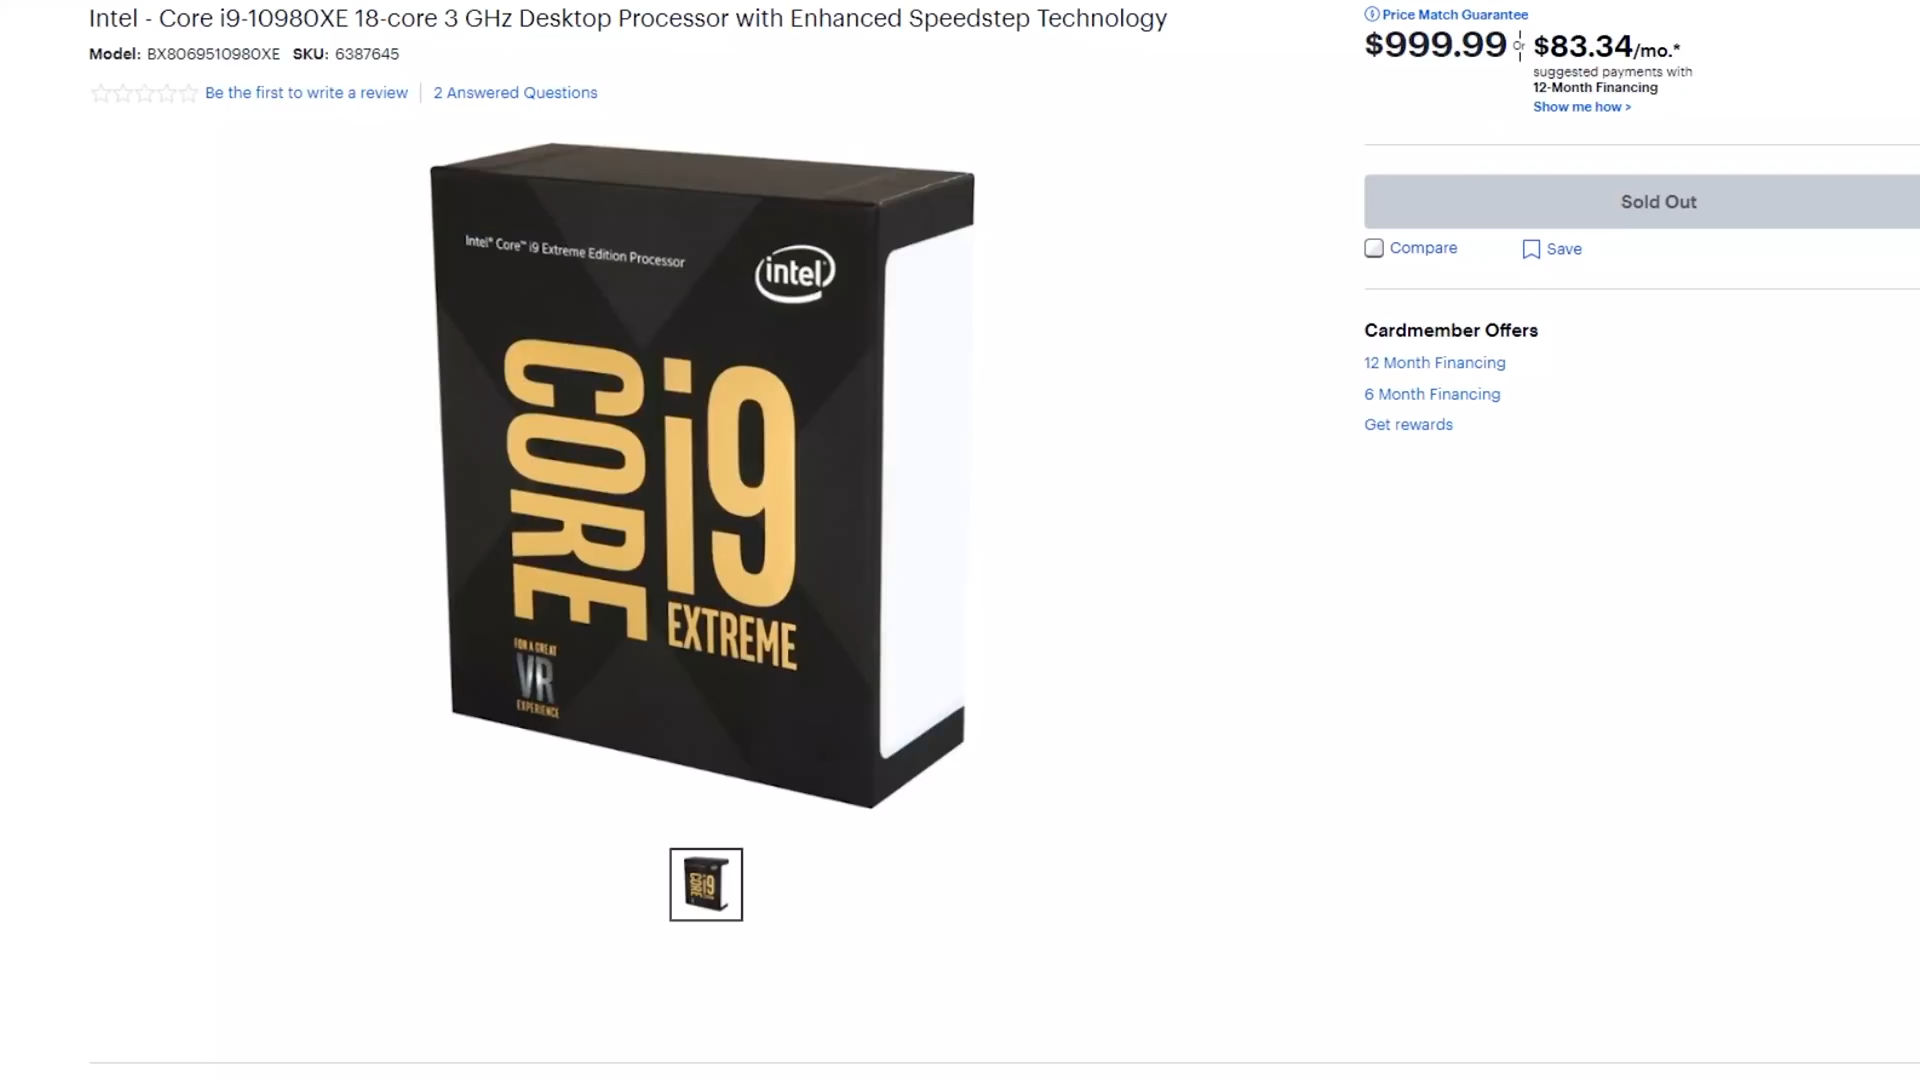 Intel - Core i9-10980XE 18-core 3 GHz Desktop Processor with Enhanced Speedstep Technology
Model: BX8069510980XE SKU: 6387645
Be the first to write a review
2 Answered Questions
Price Match Guarantee
$999.99
or
$83.34/mo.*
suggested payments with
12-Month Financing
Show me how >
Sold Out
Compare
Save
Cardmember Offers
12 Month Financing
6 Month Financing
Get rewards
Intel® Core™ i9 Extreme Edition Processor
intel
CORE
i9
EXTREME
FOR A GREAT
VR
EXPERIENCE
CORE i9